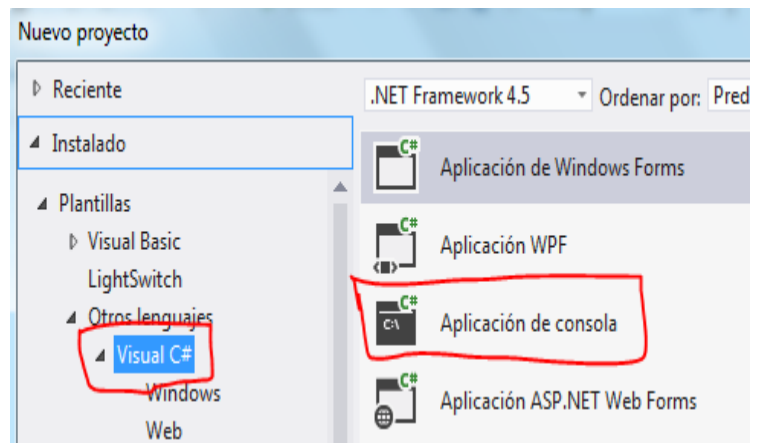 Nuevo proyecto
Reciente
Instalado
Plantillas
Visual Basic
LightSwitch
Otros lenguajes
Visual C#
Windows
Web
.NET Framework 4.5
Ordenar por: Pred
C#
Aplicación de Windows Forms
C#
Aplicación WPF
C#
C:\
Aplicación de consola
C#
Aplicación ASP.NET Web Forms